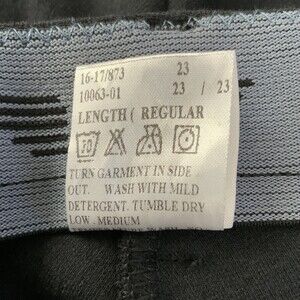 16-17/873 23
10063-01 23 / 23
LENGTH ( REGULAR
TURN GARMENT IN SIDE
OUT. WASH WITH MILD
DETERGENT. TUMBLE DRY
LOW. MEDIUM